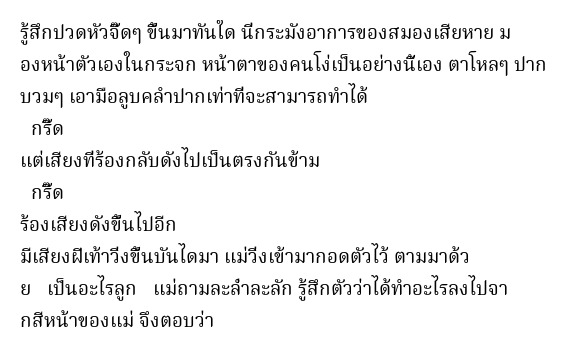 รู้สึกปวดหัวจี๊ดๆ ขึ้นมาทันใด นี่กระมังอาการของสมองเสียหาย ม
องหน้าตัวเองในกระจก หน้าตาของคนโง่เป็นอย่างนี้เอง ตาโหลๆ ปาก
บวมๆ เอามือลูบคลำปากเท่าที่จะสามารถทำได้
กรี๊ด
แต่เสียงที่ร้องกลับดังไปเป็นตรงกันข้าม
กรี๊ด
ร้องเสียงดังขึ้นไปอีก
มีเสียงฝีเท้าวิ่งขึ้นบันไดมา แม่วิ่งเข้ามากอดตัวไว้ ตามมาด้ว
ย เป็นอะไรลูก แม่ถามละล่ำละลัก รู้สึกตัวว่าได้ทำอะไรลงไปจา
กสีหน้าของแม่ จึงตอบว่า